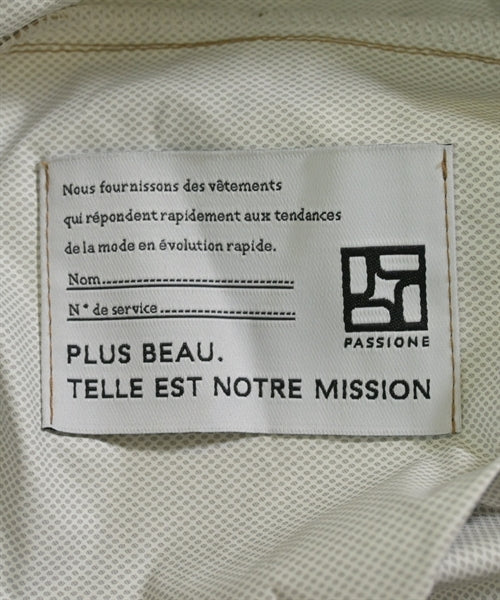 Nous fournissons des vêtements
qui répondent rapidement aux tendances
de la mode en évolution rapide.
Nom
N° de service
PASSIONE
PLUS BEAU.
TELLE EST NOTRE MISSION